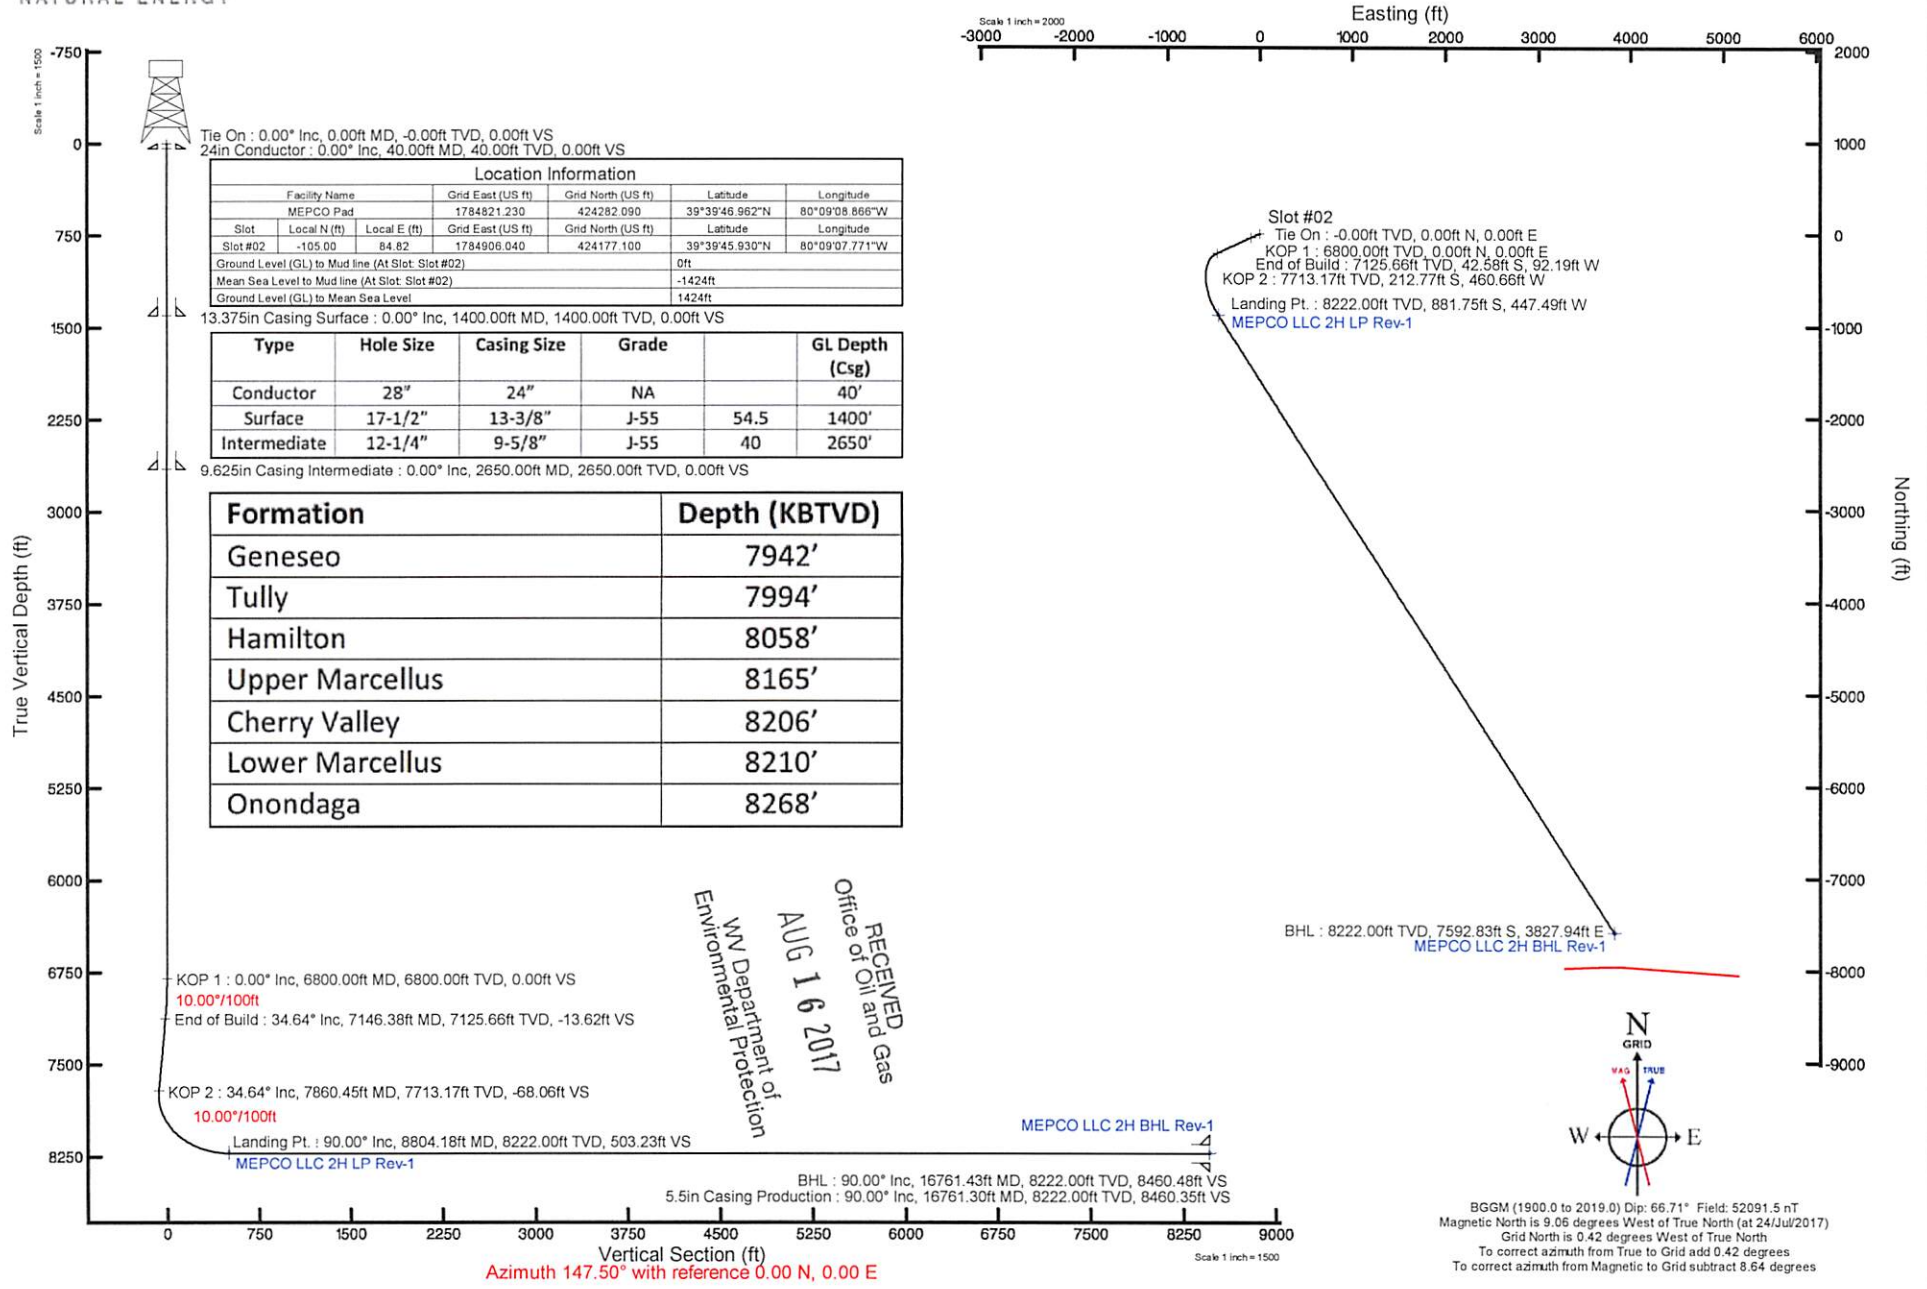 NATURAL ENERGY
Scale 1 inch = 1500
True Vertical Depth (ft)
-750
0
750
1500
2250
3000
3750
4500
5250
6000
6750
7500
8250
Tie On : 0.00° Inc, 0.00ft MD, -0.00ft TVD, 0.00ft VS
24in Conductor : 0.00° Inc, 40.00ft MD, 40.00ft TVD, 0.00ft VS
Location Information
Facility Name Grid East (US ft) Grid North (US ft) Latitude Longitude
MEPCO Pad 1784821.230 424282.090 39°39'46.962"N 80°09'08.866"W
Slot Local N (ft) Local E (ft) Grid East (US ft) Grid North (US ft) Latitude Longitude
Slot #02 -105.00 84.82 1784906.040 424177.100 39°39'45.930"N 80°09'07.771"W
Ground Level (GL) to Mud line (At Slot: Slot #02) 0ft
Mean Sea Level to Mud line (At Slot: Slot #02) -1424ft
Ground Level (GL) to Mean Sea Level 1424ft
13.375in Casing Surface : 0.00° Inc, 1400.00ft MD, 1400.00ft TVD, 0.00ft VS
Type Hole Size Casing Size Grade GL Depth
(Csg)
Conductor 28" 24" NA 40'
Surface 17-1/2" 13-3/8" J-55 54.5 1400'
Intermediate 12-1/4" 9-5/8" J-55 40 2650'
9.625in Casing Intermediate : 0.00° Inc, 2650.00ft MD, 2650.00ft TVD, 0.00ft VS
Formation Depth (KBTVD)
Geneseo 7942'
Tully 7994'
Hamilton 8058'
Upper Marcellus 8165'
Cherry Valley 8206'
Lower Marcellus 8210'
Onondaga 8268'
RECEIVED
Office of Oil and Gas
AUG 16 2017
WV Department of
Environmental Protection
KOP 1 : 0.00° Inc, 6800.00ft MD, 6800.00ft TVD, 0.00ft VS
10.00°/100ft
End of Build : 34.64° Inc, 7146.38ft MD, 7125.66ft TVD, -13.62ft VS
KOP 2 : 34.64° Inc, 7860.45ft MD, 7713.17ft TVD, -68.06ft VS
10.00°/100ft
Landing Pt. : 90.00° Inc, 8804.18ft MD, 8222.00ft TVD, 503.23ft VS
MEPCO LLC 2H LP Rev-1
MEPCO LLC 2H BHL Rev-1
BHL : 90.00° Inc, 16761.43ft MD, 8222.00ft TVD, 8460.48ft VS
5.5in Casing Production : 90.00° Inc, 16761.30ft MD, 8222.00ft TVD, 8460.35ft VS
0 750 1500 2250 3000 3750 4500 5250 6000 6750 7500 8250 9000
Vertical Section (ft)
Scale 1 inch = 1500
Azimuth 147.50° with reference 0.00 N, 0.00 E
Easting (ft)
Scale 1 inch = 2000
-3000 -2000 -1000 0 1000 2000 3000 4000 5000 6000
2000
1000
0
-1000
-2000
-3000
-4000
-5000
-6000
-7000
-8000
-9000
Northing (ft)
Slot #02
Tie On : -0.00ft TVD, 0.00ft N, 0.00ft E
KOP 1 : 6800.00ft TVD, 0.00ft N, 0.00ft E
End of Build : 7125.66ft TVD, 42.58ft S, 92.19ft W
KOP 2 : 7713.17ft TVD, 212.77ft S, 460.66ft W
Landing Pt. : 8222.00ft TVD, 881.75ft S, 447.49ft W
MEPCO LLC 2H LP Rev-1
BHL : 8222.00ft TVD, 7592.83ft S, 3827.94ft E
MEPCO LLC 2H BHL Rev-1
N
GRID
MAG TRUE
W E
BGGM (1900.0 to 2019.0) Dip: 66.71° Field: 52091.5 nT
Magnetic North is 9.06 degrees West of True North (at 24/Jul/2017)
Grid North is 0.42 degrees West of True North
To correct azimuth from True to Grid add 0.42 degrees
To correct azimuth from Magnetic to Grid subtract 8.64 degrees